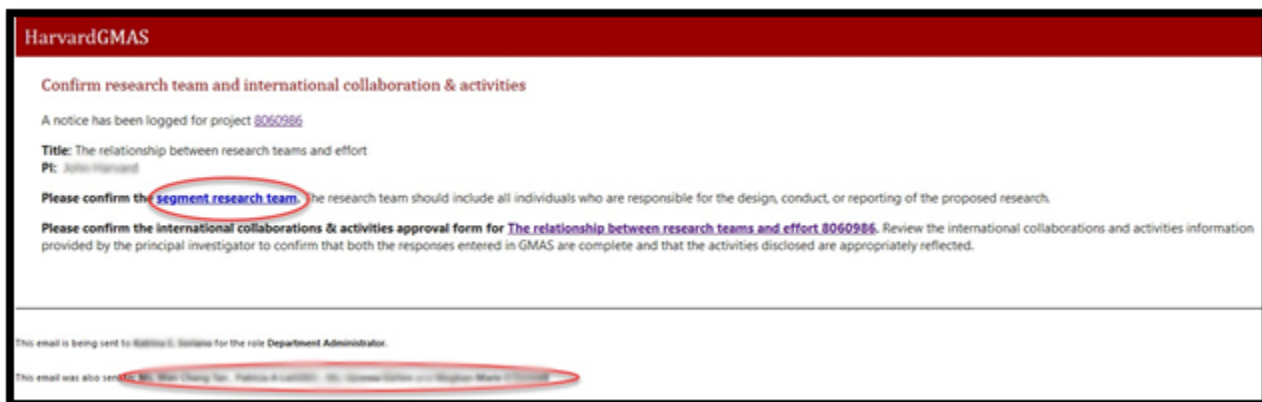 HarvardGMAS
Confirm research team and international collaboration & activities
A notice has been logged for project 8060986
Title: The relationship between research teams and effort
PI:
Please confirm the segment research team. The research team should include all individuals who are responsible for the design, conduct, or reporting of the proposed research.
Please confirm the international collaborations & activities approval form for The relationship between research teams and effort 8060986. Review the international collaborations and activities information
provided by the principal investigator to confirm that both the responses entered in GMAS are complete and that the activities disclosed are appropriately reflected.
This email is being sent to for the role Department Administrator.
This email was also sent to